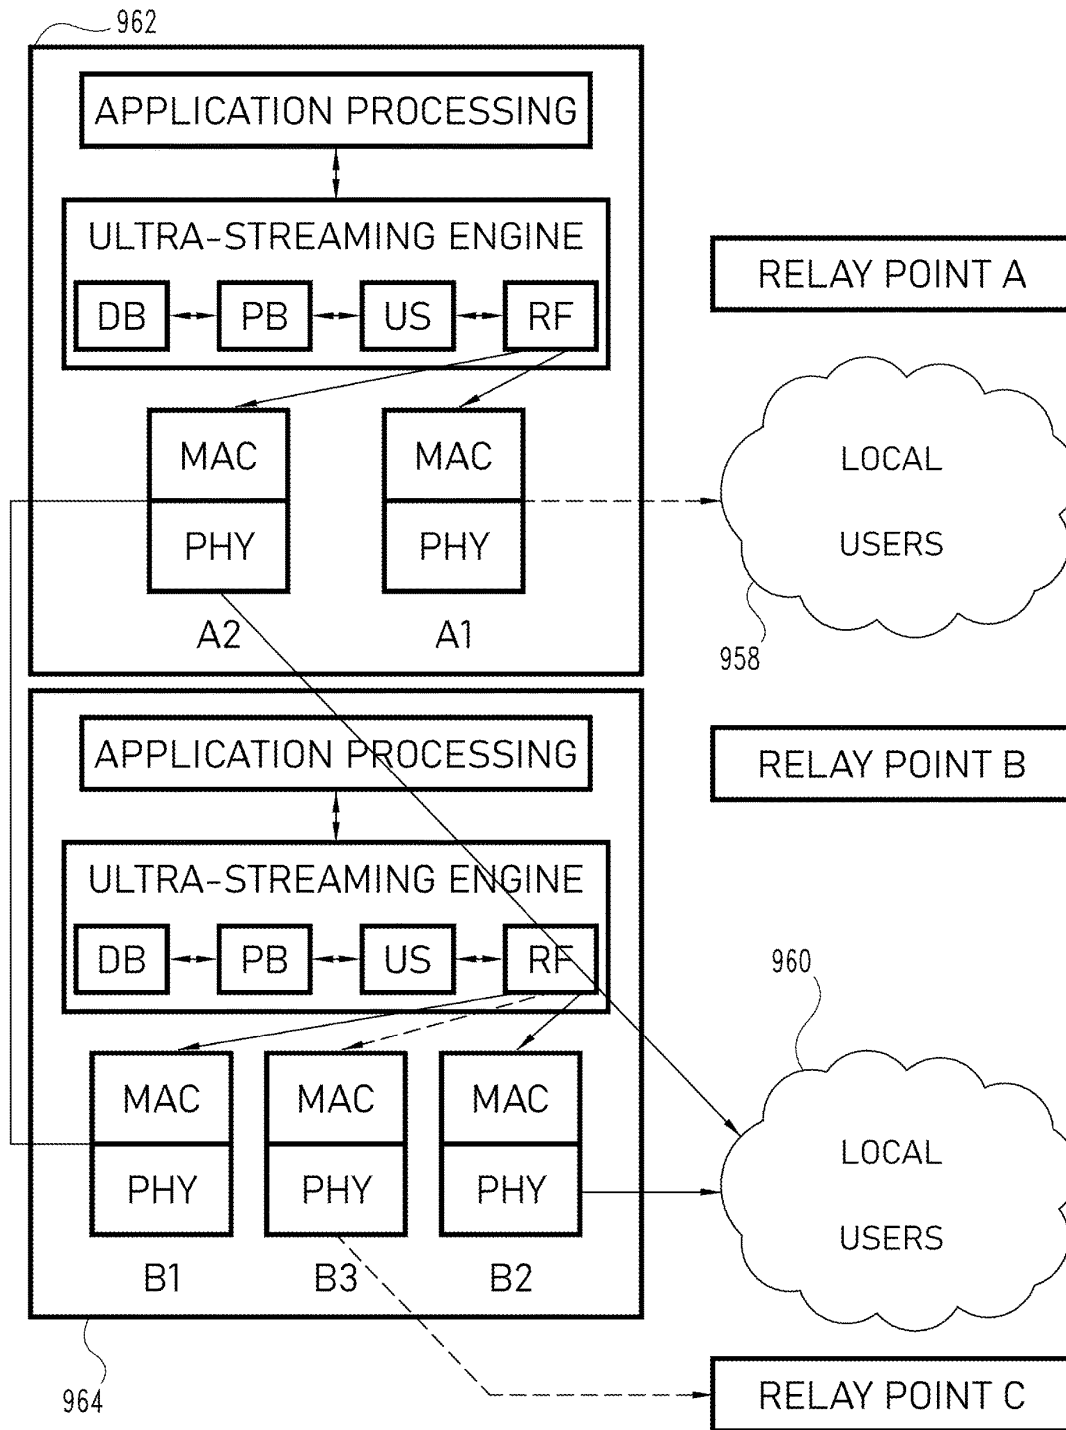 962
APPLICATION PROCESSING
ULTRA-STREAMING ENGINE
DB PB US RF
RELAY POINT A
MAC MAC
PHY PHY
A2 A1
LOCAL
USERS
958
APPLICATION PROCESSING
RELAY POINT B
ULTRA-STREAMING ENGINE
DB PB US RF
960
MAC MAC MAC
PHY PHY PHY
B1 B3 B2
LOCAL
USERS
964
RELAY POINT C